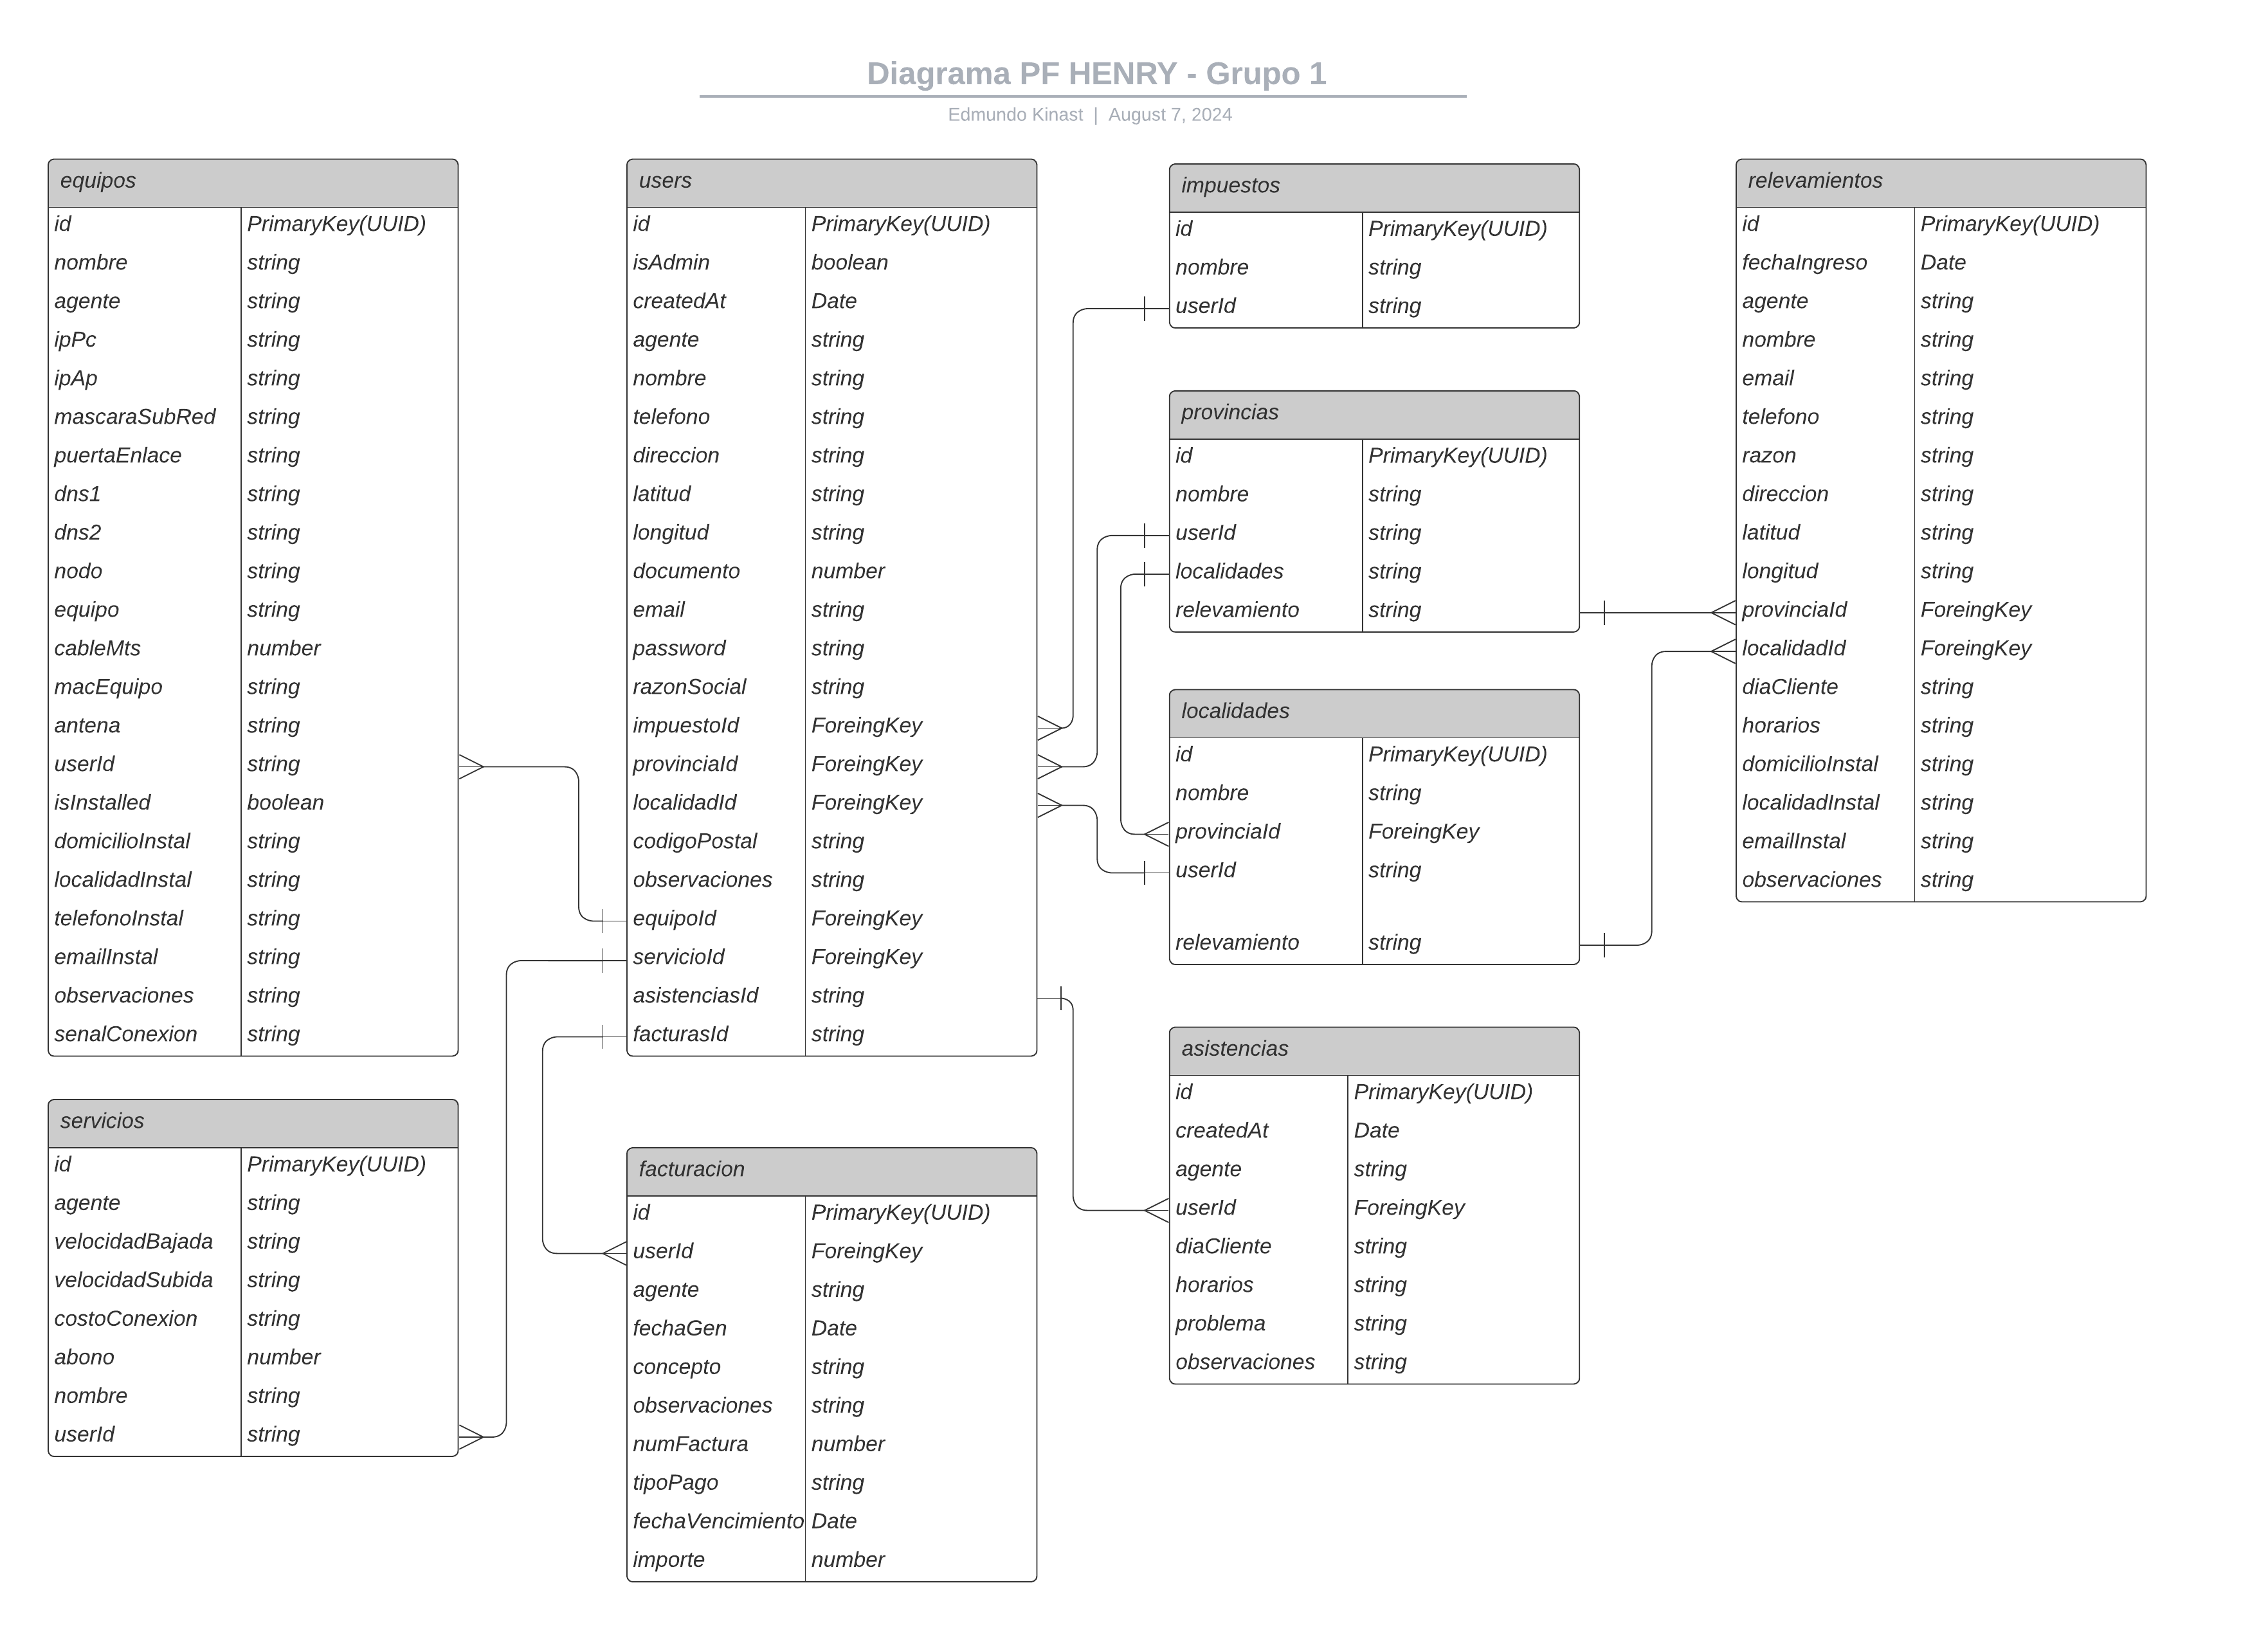 Diagrama PF HENRY - Grupo 1
Edmundo Kinast | August 7, 2024
equipos
id PrimaryKey(UUID)
nombre string
agente string
ipPc string
ipAp string
mascaraSubRed string
puertaEnlace string
dns1 string
dns2 string
nodo string
equipo string
cableMts number
macEquipo string
antena string
userId string
isInstalled boolean
domicilioInstal string
localidadInstal string
telefonoInstal string
emailInstal string
observaciones string
senalConexion string
servicios
id PrimaryKey(UUID)
agente string
velocidadBajada string
velocidadSubida string
costoConexion string
abono number
nombre string
userId string
users
id PrimaryKey(UUID)
isAdmin boolean
createdAt Date
agente string
nombre string
telefono string
direccion string
latitud string
longitud string
documento number
email string
password string
razonSocial string
impuestoId ForeingKey
provinciaId ForeingKey
localidadId ForeingKey
codigoPostal string
observaciones string
equipoId ForeingKey
servicioId ForeingKey
asistenciasId string
facturasId string
facturacion
id PrimaryKey(UUID)
userId ForeingKey
agente string
fechaGen Date
concepto string
observaciones string
numFactura number
tipoPago string
fechaVencimiento Date
importe number
impuestos
id PrimaryKey(UUID)
nombre string
userId string
provincias
id PrimaryKey(UUID)
nombre string
userId string
localidades string
relevamiento string
localidades
id PrimaryKey(UUID)
nombre string
provinciaId ForeingKey
userId string
relevamiento string
asistencias
id PrimaryKey(UUID)
createdAt Date
agente string
userId ForeingKey
diaCliente string
horarios string
problema string
observaciones string
relevamientos
id PrimaryKey(UUID)
fechaIngreso Date
agente string
nombre string
email string
telefono string
razon string
direccion string
latitud string
longitud string
provinciaId ForeingKey
localidadId ForeingKey
diaCliente string
horarios string
domicilioInstal string
localidadInstal string
emailInstal string
observaciones string